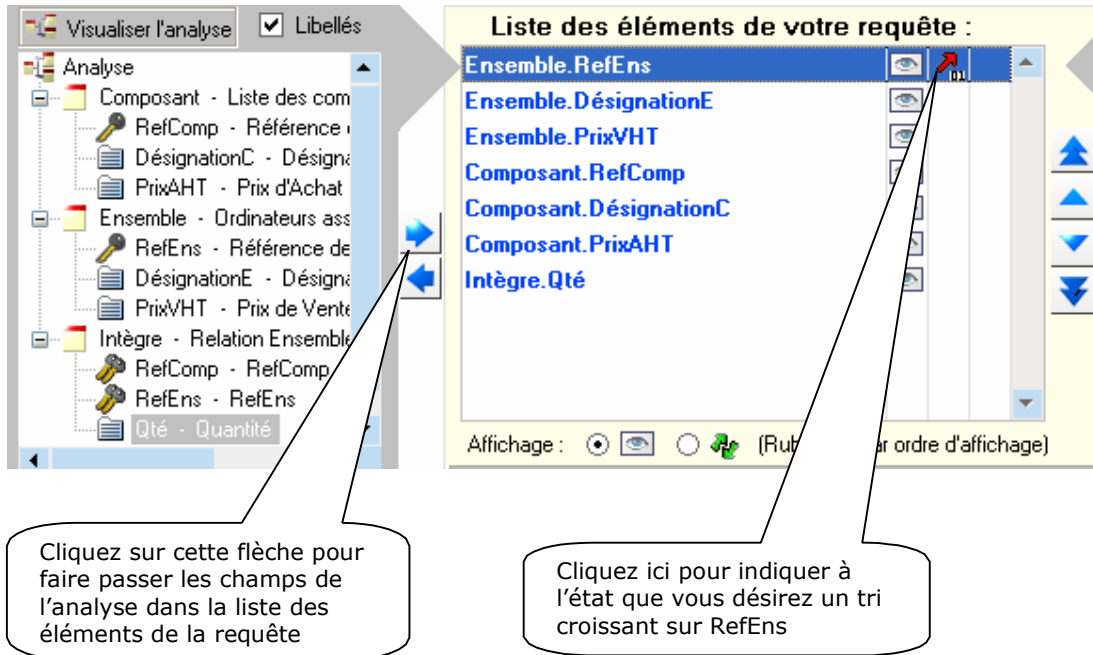 Visualiser l'analyse
Libellés
Analyse
Composant - Liste des com
RefComp - Référence
DésignationC - Désign
PrixAHT - Prix d'Achat
Ensemble - Ordinateurs ass
RefEns - Référence de
DésignationE - Désign
PrixVHT - Prix de Vente
Intègre - Relation Ensemble
RefComp - RefComp
RefEns - RefEns
Qté - Quantité
Liste des éléments de votre requête :
Ensemble.RefEns
01
Ensemble.DésignationE
Ensemble.PrixVHT
Composant.RefComp
Composant.DésignationC
Composant.PrixAHT
Intègre.Qté
Affichage : (Rub ar ordre d'affichage)
Cliquez sur cette flèche pour
faire passer les champs de
l'analyse dans la liste des
éléments de la requête
Cliquez ici pour indiquer à
l'état que vous désirez un tri
croissant sur RefEns